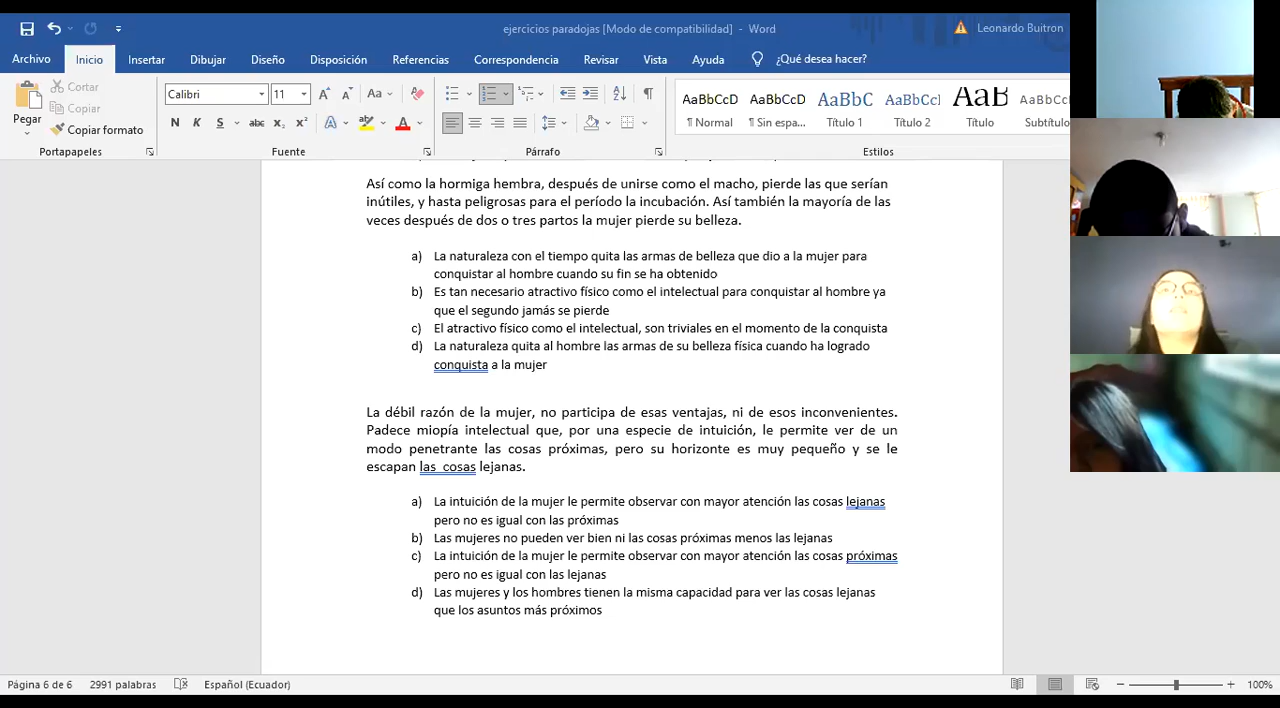 ejercicios paradojas [Modo de compatibilidad] - Word
Leonardo Buitron
Archivo Inicio Insertar Dibujar Diseño Disposición Referencias Correspondencia Revisar Vista Ayuda ¿Qué desea hacer?
Pegar
Cortar
Copiar
Copiar formato
Portapapeles
Calibri 11
Aa
N K S abc x₂ x² A A
Fuente
Párrafo
AaBbCcD AaBbCcD AaBbC AaBbCcI AaB AaBbCcD
¶ Normal ¶ Sin espa... Título 1 Título 2 Título Subtítulo
Estilos
Así como la hormiga hembra, después de unirse como el macho, pierde las que serían
inútiles, y hasta peligrosas para el período la incubación. Así también la mayoría de las
veces después de dos o tres partos la mujer pierde su belleza.
a) La naturaleza con el tiempo quita las armas de belleza que dio a la mujer para
conquistar al hombre cuando su fin se ha obtenido
b) Es tan necesario atractivo físico como el intelectual para conquistar al hombre ya
que el segundo jamás se pierde
c) El atractivo físico como el intelectual, son triviales en el momento de la conquista
d) La naturaleza quita al hombre las armas de su belleza física cuando ha logrado
conquista a la mujer
La débil razón de la mujer, no participa de esas ventajas, ni de esos inconvenientes.
Padece miopía intelectual que, por una especie de intuición, le permite ver de un
modo penetrante las cosas próximas, pero su horizonte es muy pequeño y se le
escapan las cosas lejanas.
a) La intuición de la mujer le permite observar con mayor atención las cosas lejanas
pero no es igual con las próximas
b) Las mujeres no pueden ver bien ni las cosas próximas menos las lejanas
c) La intuición de la mujer le permite observar con mayor atención las cosas próximas
pero no es igual con las lejanas
d) Las mujeres y los hombres tienen la misma capacidad para ver las cosas lejanas
que los asuntos más próximos
Página 6 de 6 2991 palabras Español (Ecuador) 100%